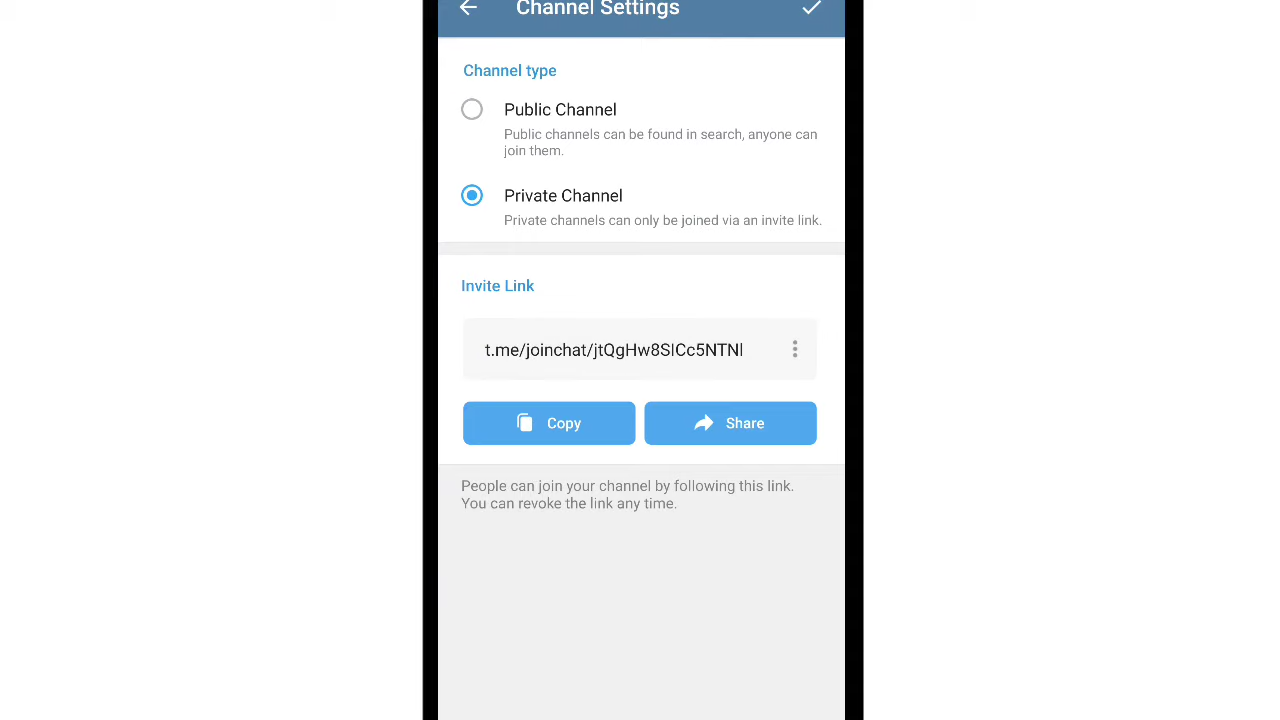 Channel Settings
Channel type
Public Channel
Public channels can be found in search, anyone can
join them.
Private Channel
Private channels can only be joined via an invite link.
Invite Link
t.me/joinchat/jtQgHw8SlCc5NTNl
Copy
Share
People can join your channel by following this link.
You can revoke the link any time.